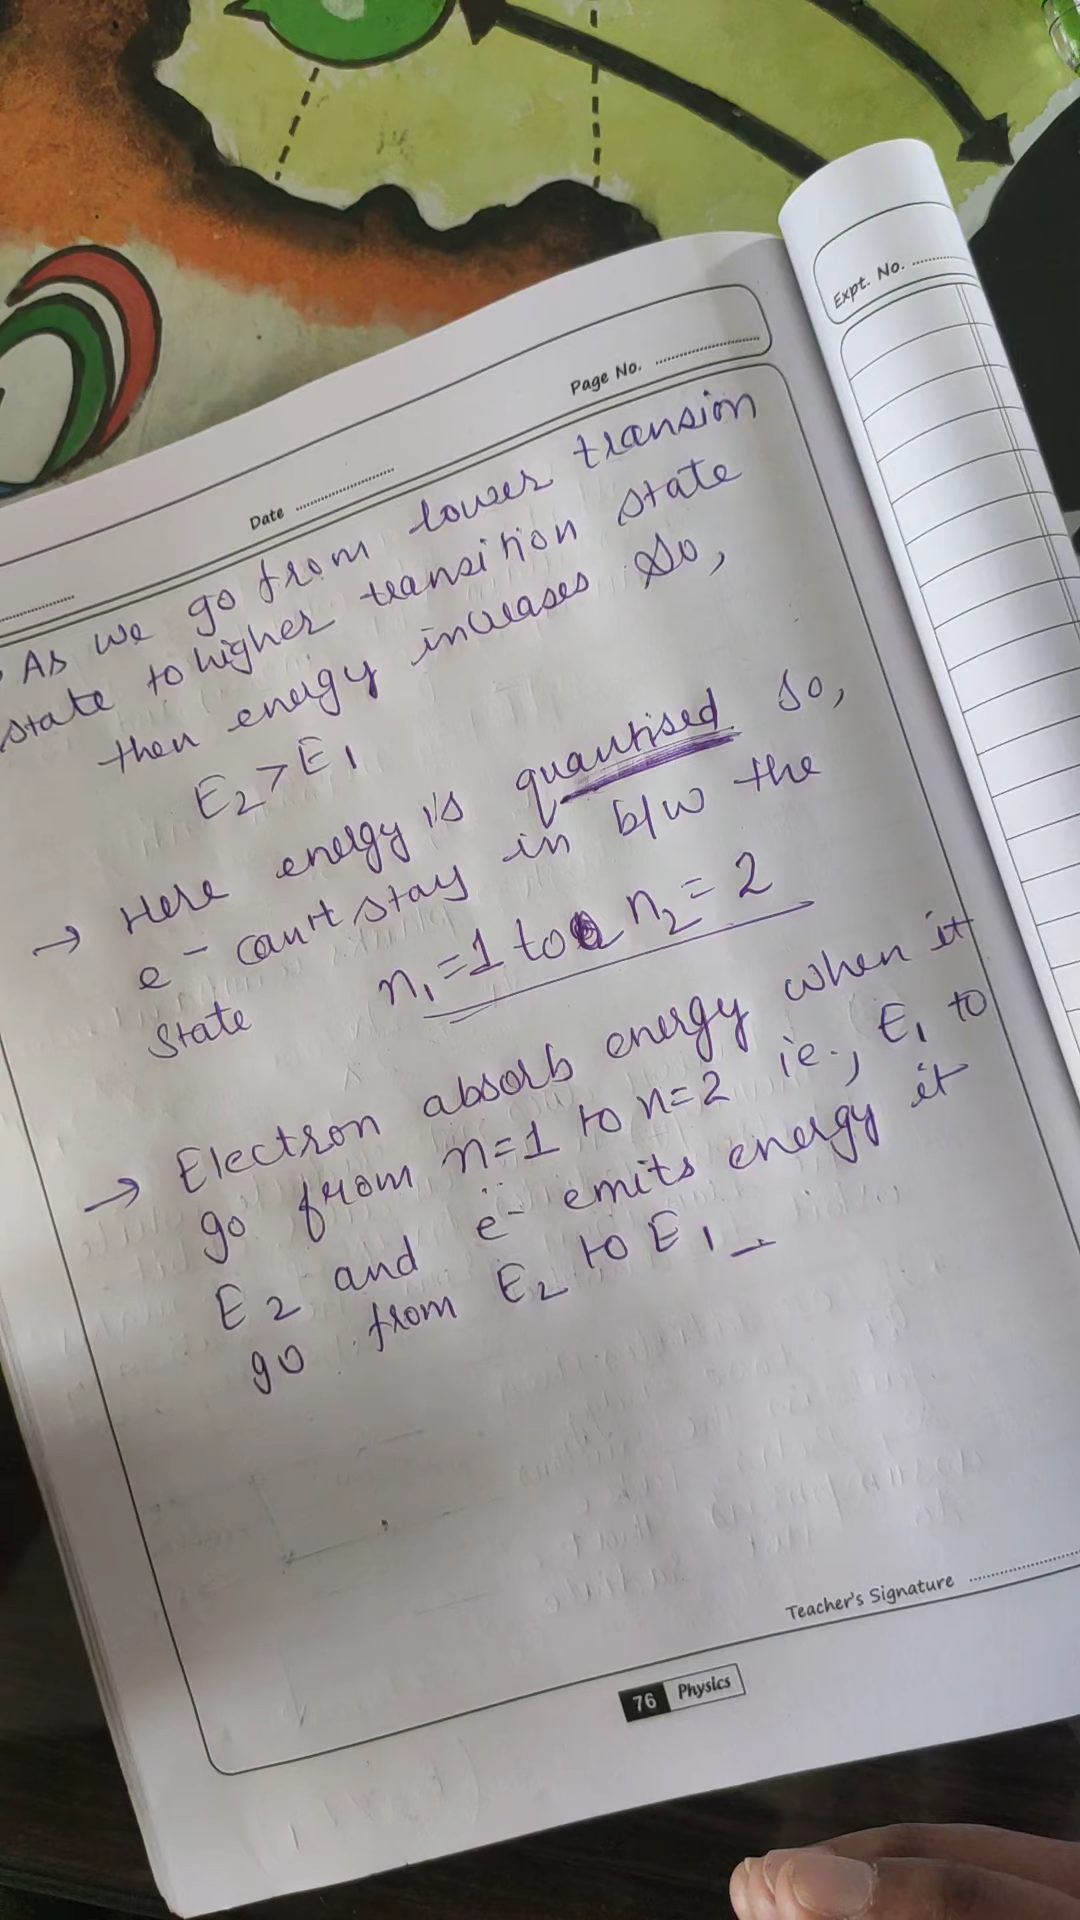 Expt. No.
Page No.
Date
As we go from lower transion
state to higher transition state
then energy increases So,
E2 > E1
→ Here energy is quantised So,
e- can't stay in b/w the
state n1 = 1 to n2 = 2
→ Electron absorb energy when it
go from n=1 to n=2 ie., E1 to
E2 and e- emits energy it
go from E2 to E1
Teacher's Signature
76 Physics